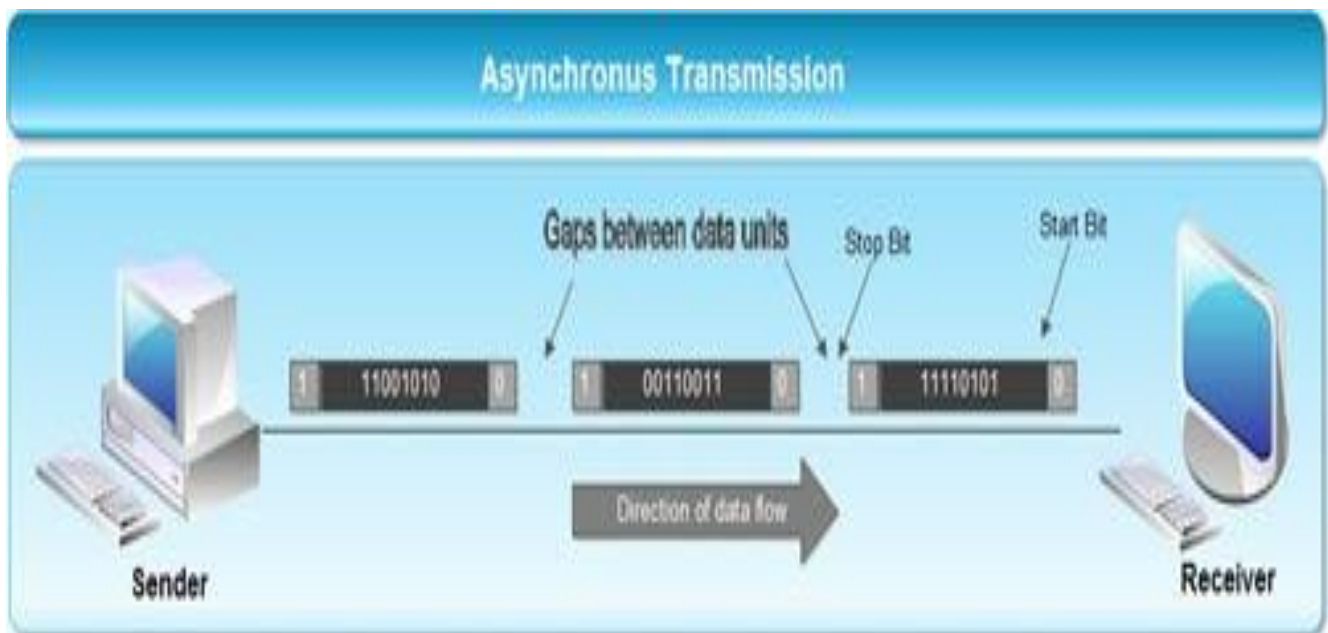 Asynchronus Transmission
Gaps between data units
Stop Bit
Start Bit
1 11001010 0
1 00110011 0
1 11110101 0
Direction of data flow
Sender
Receiver